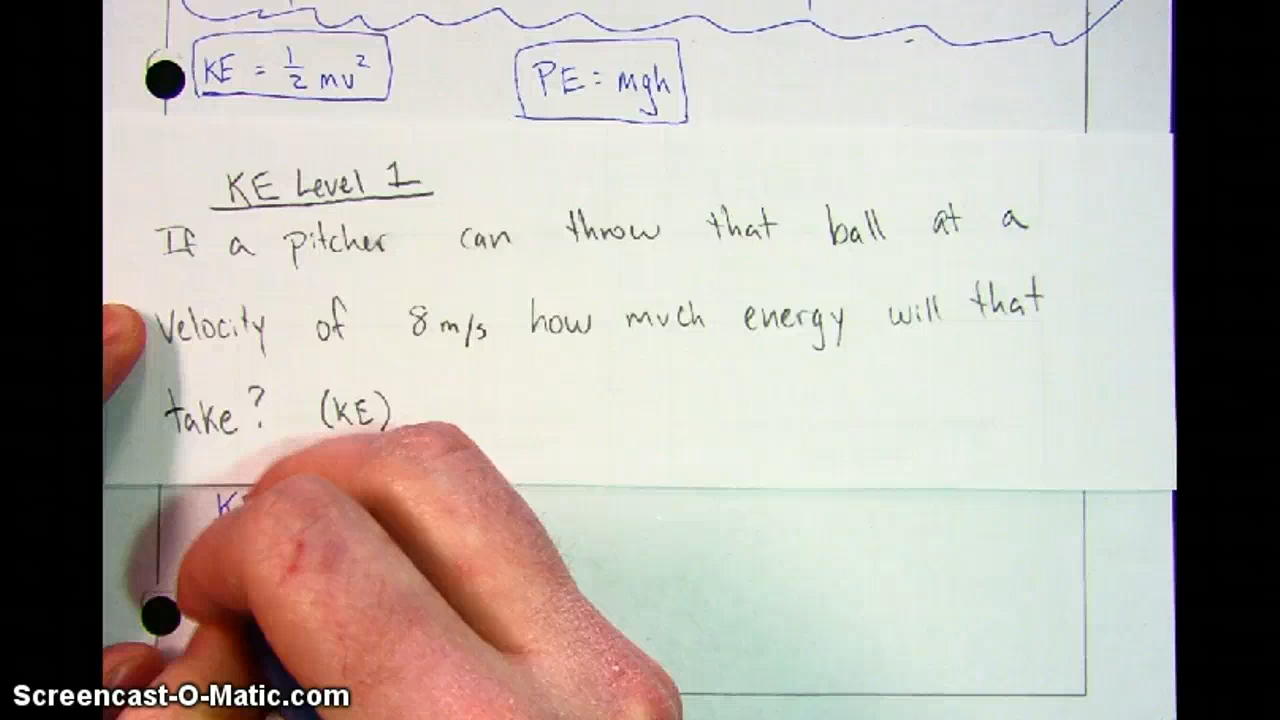 KE = 1/2 mv²
PE = mgh
KE Level 1
If a pitcher can throw that ball at a
velocity of 8 m/s how much energy will that
take? (KE)
KE
Screencast-O-Matic.com